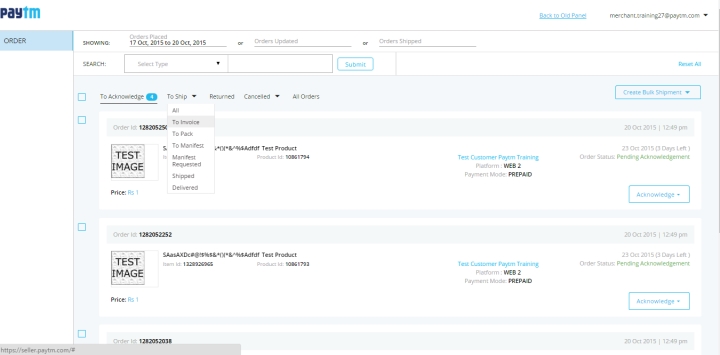 paytm
Back to Old Panel
merchant.training27@paytm.com
ORDER
SHOWING:
Orders Placed
17 Oct, 2015 to 20 Oct, 2015
or
Orders Updated
or
Orders Shipped
SEARCH:
Select Type
Submit
Reset All
To Acknowledge 4
To Ship
Returned
Cancelled
All Orders
Create Bulk Shipment
All
To Invoice
To Pack
To Manifest
Manifest
Requested
Shipped
Delivered
Order Id: 128205250
20 Oct 2015 | 12:49 pm
TEST
IMAGE
&*()(*&^%$Adfdf Test Product
Product Id: 10861794
Price: Rs 1
Test Customer Paytm Training
Platform : WEB 2
Payment Mode: PREPAID
23 Oct 2015 (3 Days Left )
Order Status: Pending Acknowledgement
Acknowledge
Order Id: 1282052252
20 Oct 2015 | 12:49 pm
TEST
IMAGE
SAasAXDc#@!$%$&*()(*&^%$Adfdf Test Product
Item Id: 1328926965
Product Id: 10861793
Price: Rs 1
Test Customer Paytm Training
Platform : WEB 2
Payment Mode: PREPAID
23 Oct 2015 (3 Days Left )
Order Status: Pending Acknowledgement
Acknowledge
Order Id: 1282052038
20 Oct 2015 | 12:49 pm
https://seller.paytm.com/#